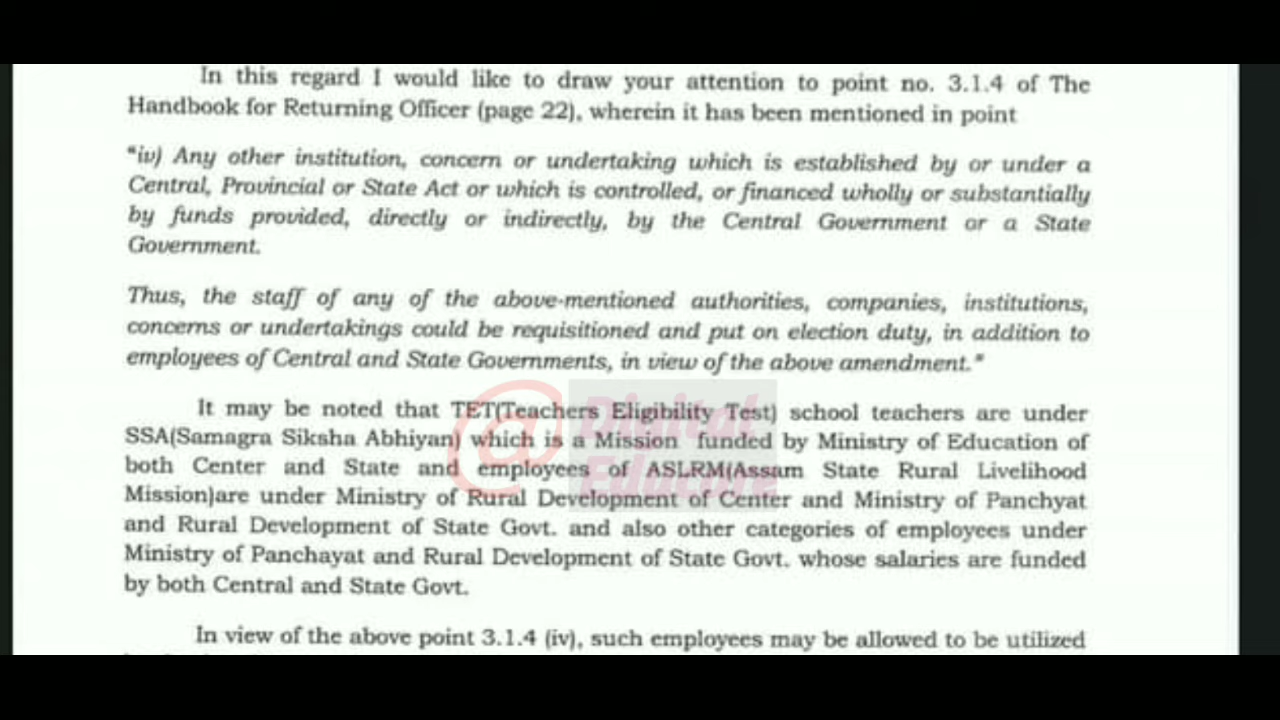 In this regard I would like to draw your attention to point no. 3.1.4 of The
Handbook for Returning Officer (page 22), wherein it has been mentioned in point
"iv) Any other institution, concern or undertaking which is established by or under a
Central, Provincial or State Act or which is controlled, or financed wholly or substantially
by funds provided, directly or indirectly, by the Central Government or a State
Government.
Thus, the staff of any of the above-mentioned authorities, companies, institutions,
concerns or undertakings could be requisitioned and put on election duty, in addition to
employees of Central and State Governments, in view of the above amendment."
It may be noted that TET(Teachers Eligibility Test) school teachers are under
SSA(Samagra Siksha Abhiyan) which is a Mission funded by Ministry of Education of
both Center and State and employees of ASLRM(Assam State Rural Livelihood
Mission)are under Ministry of Rural Development of Center and Ministry of Panchyat
and Rural Development of State Govt. and also other categories of employees under
Ministry of Panchayat and Rural Development of State Govt. whose salaries are funded
by both Central and State Govt.
In view of the above point 3.1.4 (iv), such employees may be allowed to be utilized
@Digital
Educate